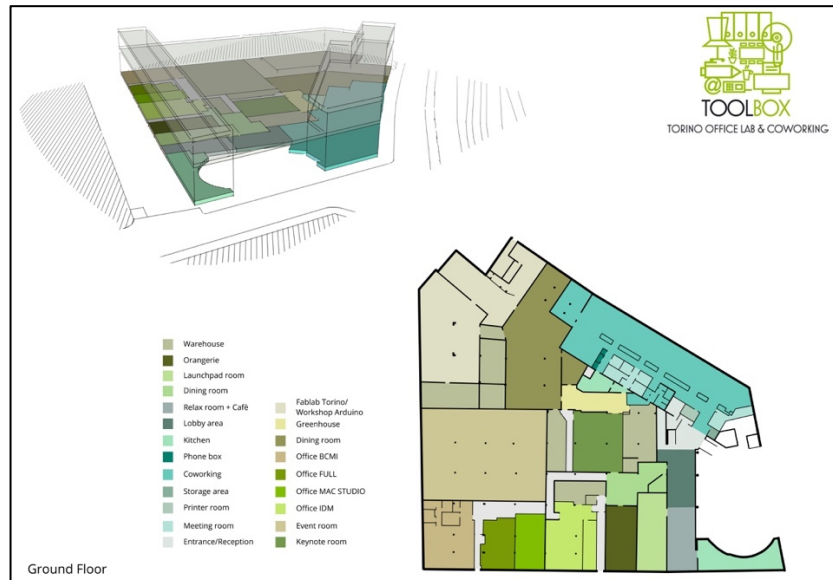 TOOLBOX
TORINO OFFICE LAB & COWORKING
@
Warehouse
Orangerie
Launchpad room
Dining room
Relax room + Cafè
Lobby area
Kitchen
Phone box
Coworking
Storage area
Printer room
Meeting room
Entrance/Reception
Fablab Torino/
Workshop Arduino
Greenhouse
Dining room
Office BCMI
Office FULL
Office MAC STUDIO
Office IDM
Event room
Keynote room
Ground Floor